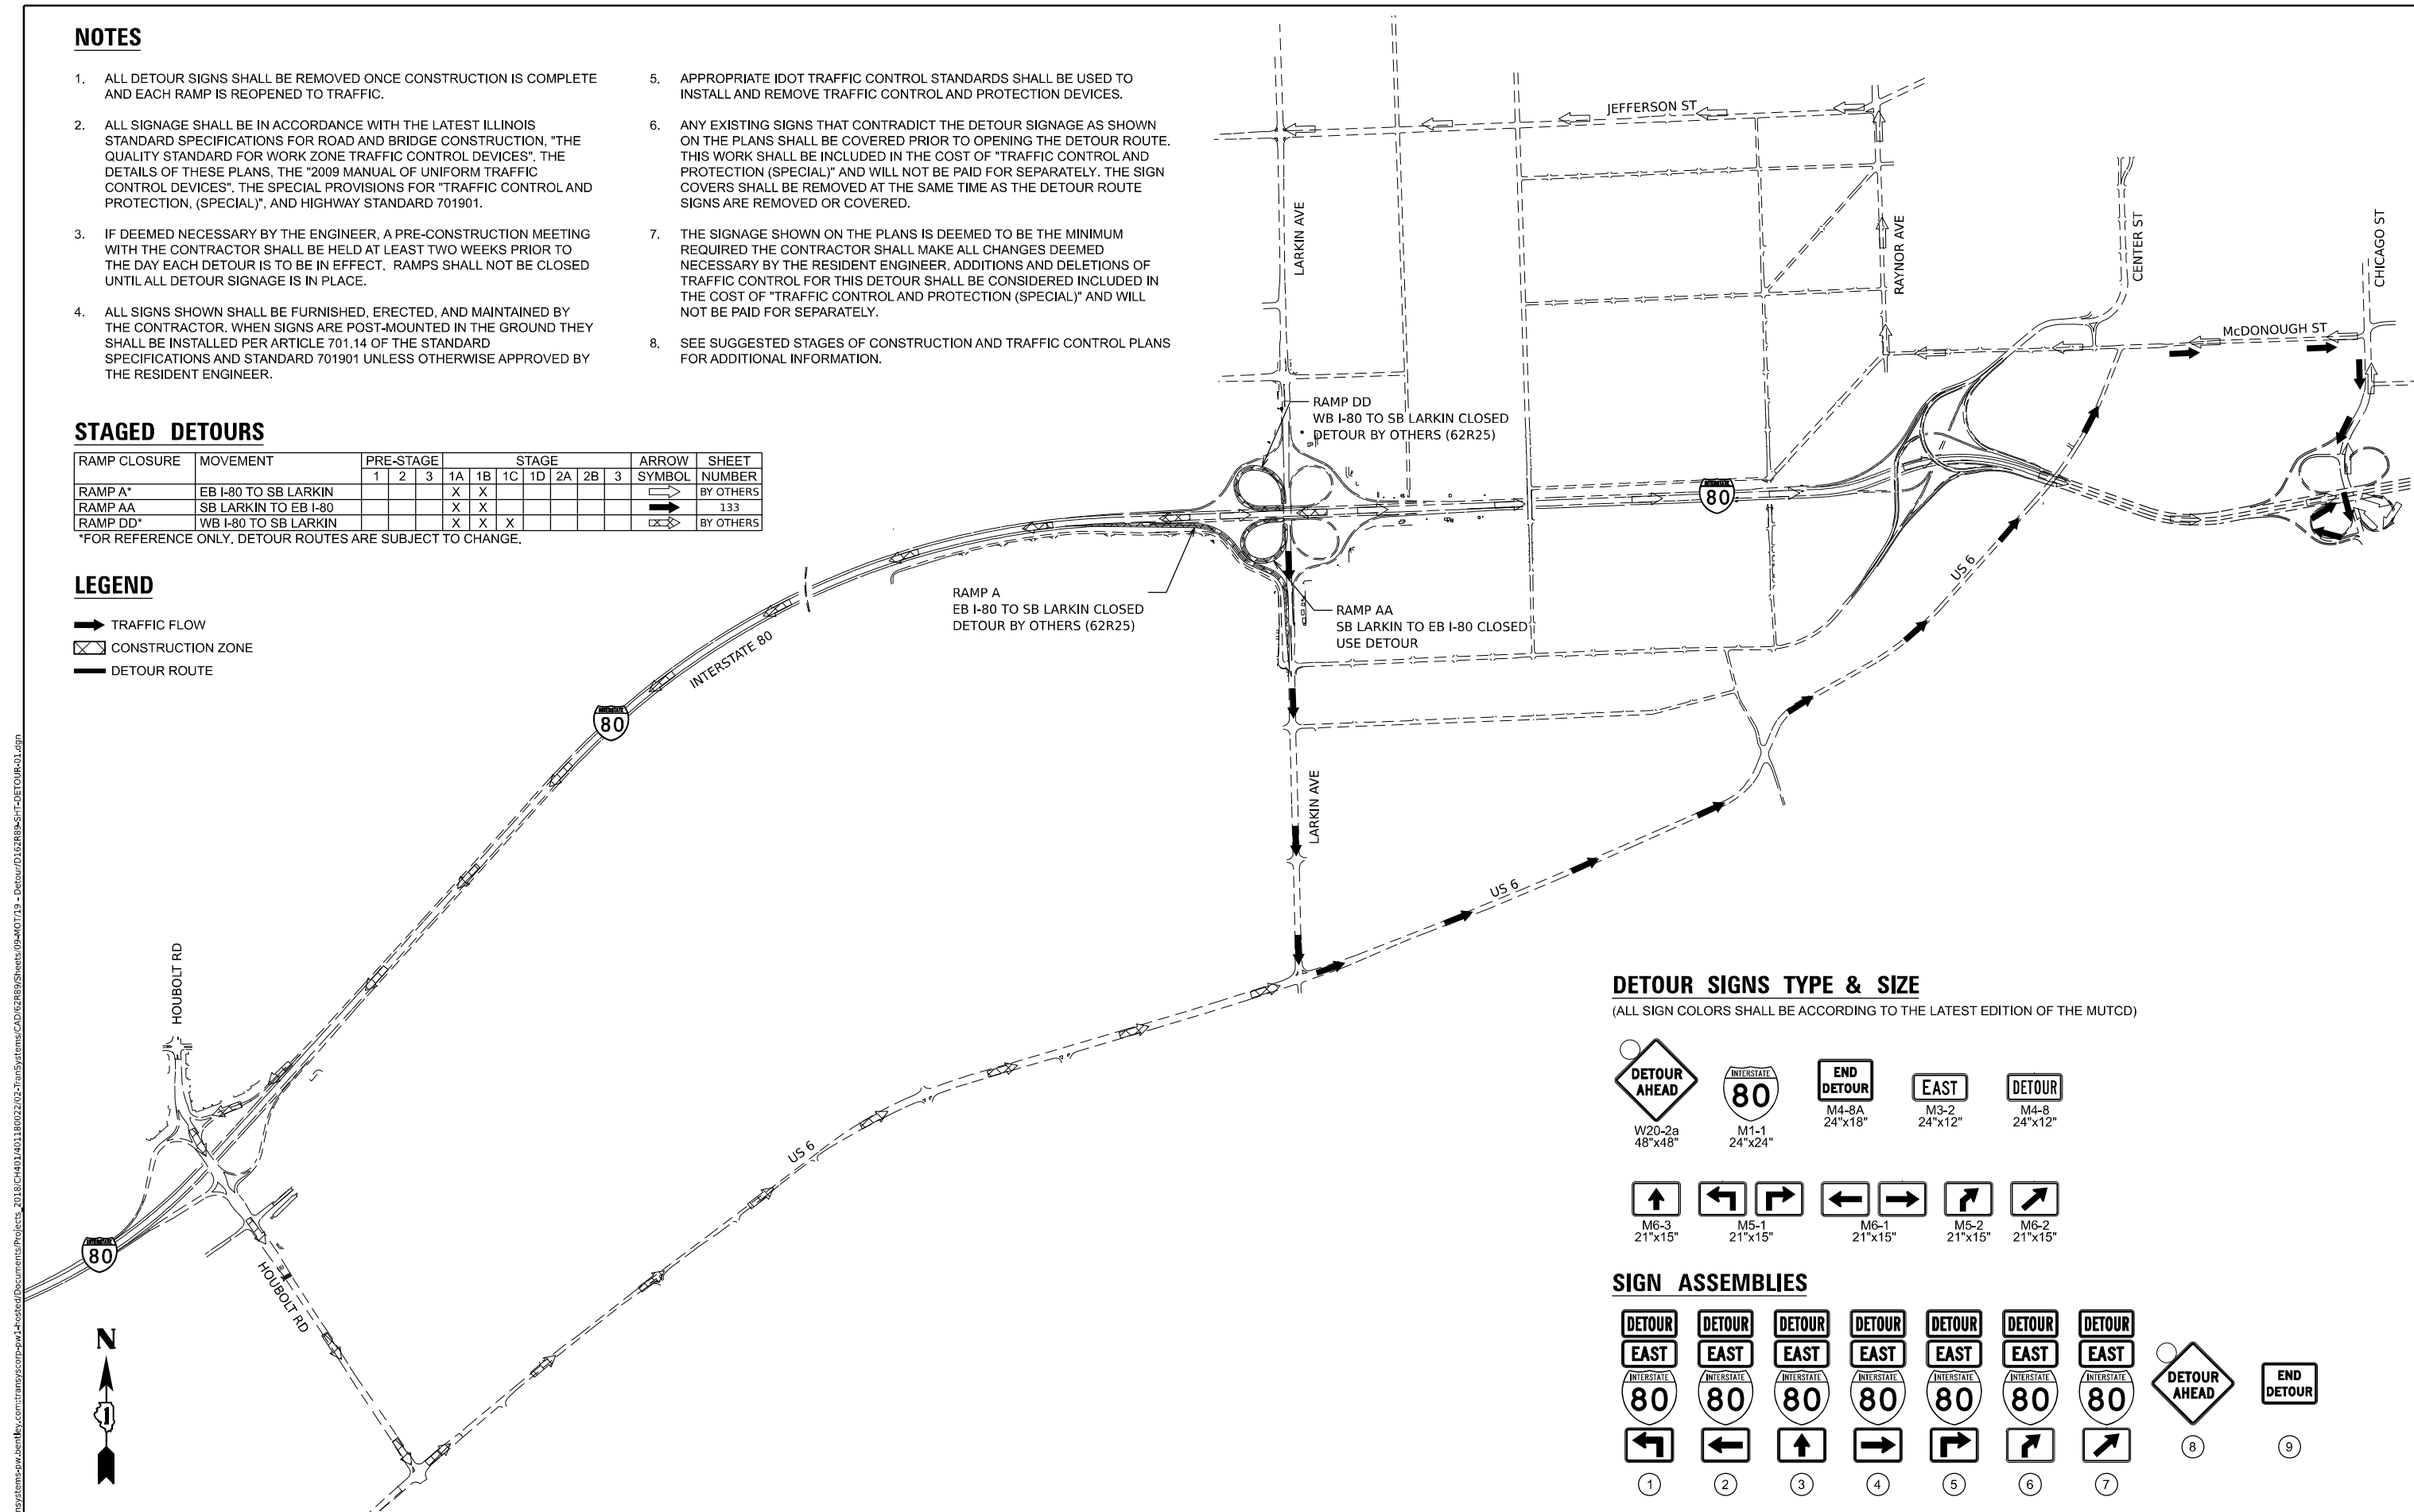 NOTES
1. ALL DETOUR SIGNS SHALL BE REMOVED ONCE CONSTRUCTION IS COMPLETE
AND EACH RAMP IS REOPENED TO TRAFFIC.
2. ALL SIGNAGE SHALL BE IN ACCORDANCE WITH THE LATEST ILLINOIS
STANDARD SPECIFICATIONS FOR ROAD AND BRIDGE CONSTRUCTION, "THE
QUALITY STANDARD FOR WORK ZONE TRAFFIC CONTROL DEVICES". THE
DETAILS OF THESE PLANS, THE "2009 MANUAL OF UNIFORM TRAFFIC
CONTROL DEVICES". THE SPECIAL PROVISIONS FOR "TRAFFIC CONTROL AND
PROTECTION, (SPECIAL)", AND HIGHWAY STANDARD 701901.
3. IF DEEMED NECESSARY BY THE ENGINEER, A PRE-CONSTRUCTION MEETING
WITH THE CONTRACTOR SHALL BE HELD AT LEAST TWO WEEKS PRIOR TO
THE DAY EACH DETOUR IS TO BE IN EFFECT. RAMPS SHALL NOT BE CLOSED
UNTIL ALL DETOUR SIGNAGE IS IN PLACE.
4. ALL SIGNS SHOWN SHALL BE FURNISHED, ERECTED, AND MAINTAINED BY
THE CONTRACTOR. WHEN SIGNS ARE POST-MOUNTED IN THE GROUND THEY
SHALL BE INSTALLED PER ARTICLE 701.14 OF THE STANDARD
SPECIFICATIONS AND STANDARD 701901 UNLESS OTHERWISE APPROVED BY
THE RESIDENT ENGINEER.
5. APPROPRIATE IDOT TRAFFIC CONTROL STANDARDS SHALL BE USED TO
INSTALL AND REMOVE TRAFFIC CONTROL AND PROTECTION DEVICES.
6. ANY EXISTING SIGNS THAT CONTRADICT THE DETOUR SIGNAGE AS SHOWN
ON THE PLANS SHALL BE COVERED PRIOR TO OPENING THE DETOUR ROUTE.
THIS WORK SHALL BE INCLUDED IN THE COST OF "TRAFFIC CONTROL AND
PROTECTION (SPECIAL)" AND WILL NOT BE PAID FOR SEPARATELY. THE SIGN
COVERS SHALL BE REMOVED AT THE SAME TIME AS THE DETOUR ROUTE
SIGNS ARE REMOVED OR COVERED.
7. THE SIGNAGE SHOWN ON THE PLANS IS DEEMED TO BE THE MINIMUM
REQUIRED THE CONTRACTOR SHALL MAKE ALL CHANGES DEEMED
NECESSARY BY THE RESIDENT ENGINEER. ADDITIONS AND DELETIONS OF
TRAFFIC CONTROL FOR THIS DETOUR SHALL BE CONSIDERED INCLUDED IN
THE COST OF "TRAFFIC CONTROL AND PROTECTION (SPECIAL)" AND WILL
NOT BE PAID FOR SEPARATELY.
8. SEE SUGGESTED STAGES OF CONSTRUCTION AND TRAFFIC CONTROL PLANS
FOR ADDITIONAL INFORMATION.
STAGED DETOURS
RAMP CLOSURE MOVEMENT PRE-STAGE STAGE ARROW SHEET
1 2 3 1A 1B 1C 1D 2A 2B 3 SYMBOL NUMBER
RAMP A* EB I-80 TO SB LARKIN X X BY OTHERS
RAMP AA SB LARKIN TO EB I-80 X X 133
RAMP DD* WB I-80 TO SB LARKIN X X X BY OTHERS
*FOR REFERENCE ONLY. DETOUR ROUTES ARE SUBJECT TO CHANGE.
LEGEND
TRAFFIC FLOW
CONSTRUCTION ZONE
DETOUR ROUTE
JEFFERSON ST
LARKIN AVE
RAYNOR AVE
CENTER ST
CHICAGO ST
McDONOUGH ST
RAMP DD
WB I-80 TO SB LARKIN CLOSED
DETOUR BY OTHERS (62R25)
INTERSTATE
80
US 6
RAMP A
EB I-80 TO SB LARKIN CLOSED
DETOUR BY OTHERS (62R25)
RAMP AA
SB LARKIN TO EB I-80 CLOSED
USE DETOUR
INTERSTATE 80
INTERSTATE
80
LARKIN AVE
US 6
HOUBOLT RD
US 6
INTERSTATE
80
HOUBOLT RD
N
1
DETOUR SIGNS TYPE & SIZE
(ALL SIGN COLORS SHALL BE ACCORDING TO THE LATEST EDITION OF THE MUTCD)
DETOUR AHEAD
W20-2a
48"x48"
INTERSTATE
80
M1-1
24"x24"
END DETOUR
M4-8A
24"x18"
EAST
M3-2
24"x12"
DETOUR
M4-8
24"x12"
M6-3
21"x15"
M5-1
21"x15"
M6-1
21"x15"
M5-2
21"x15"
M6-2
21"x15"
SIGN ASSEMBLIES
DETOUR DETOUR DETOUR DETOUR DETOUR DETOUR DETOUR
EAST EAST EAST EAST EAST EAST EAST
INTERSTATE INTERSTATE INTERSTATE INTERSTATE INTERSTATE INTERSTATE INTERSTATE
80 80 80 80 80 80 80
DETOUR AHEAD
END DETOUR
1 2 3 4 5 6 7 8 9